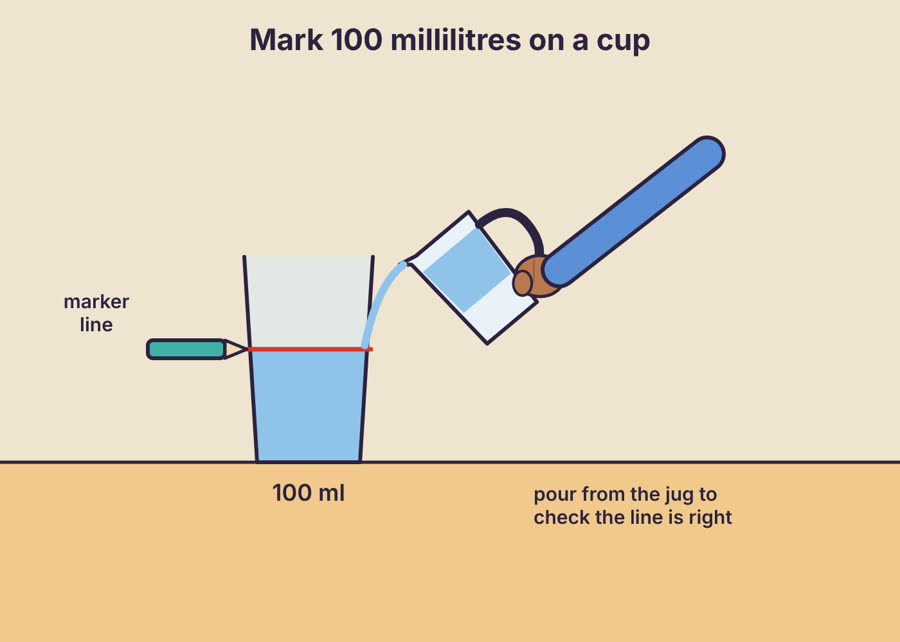 Mark 100 millilitres on a cup
marker
line
100 ml
pour from the jug to
check the line is right